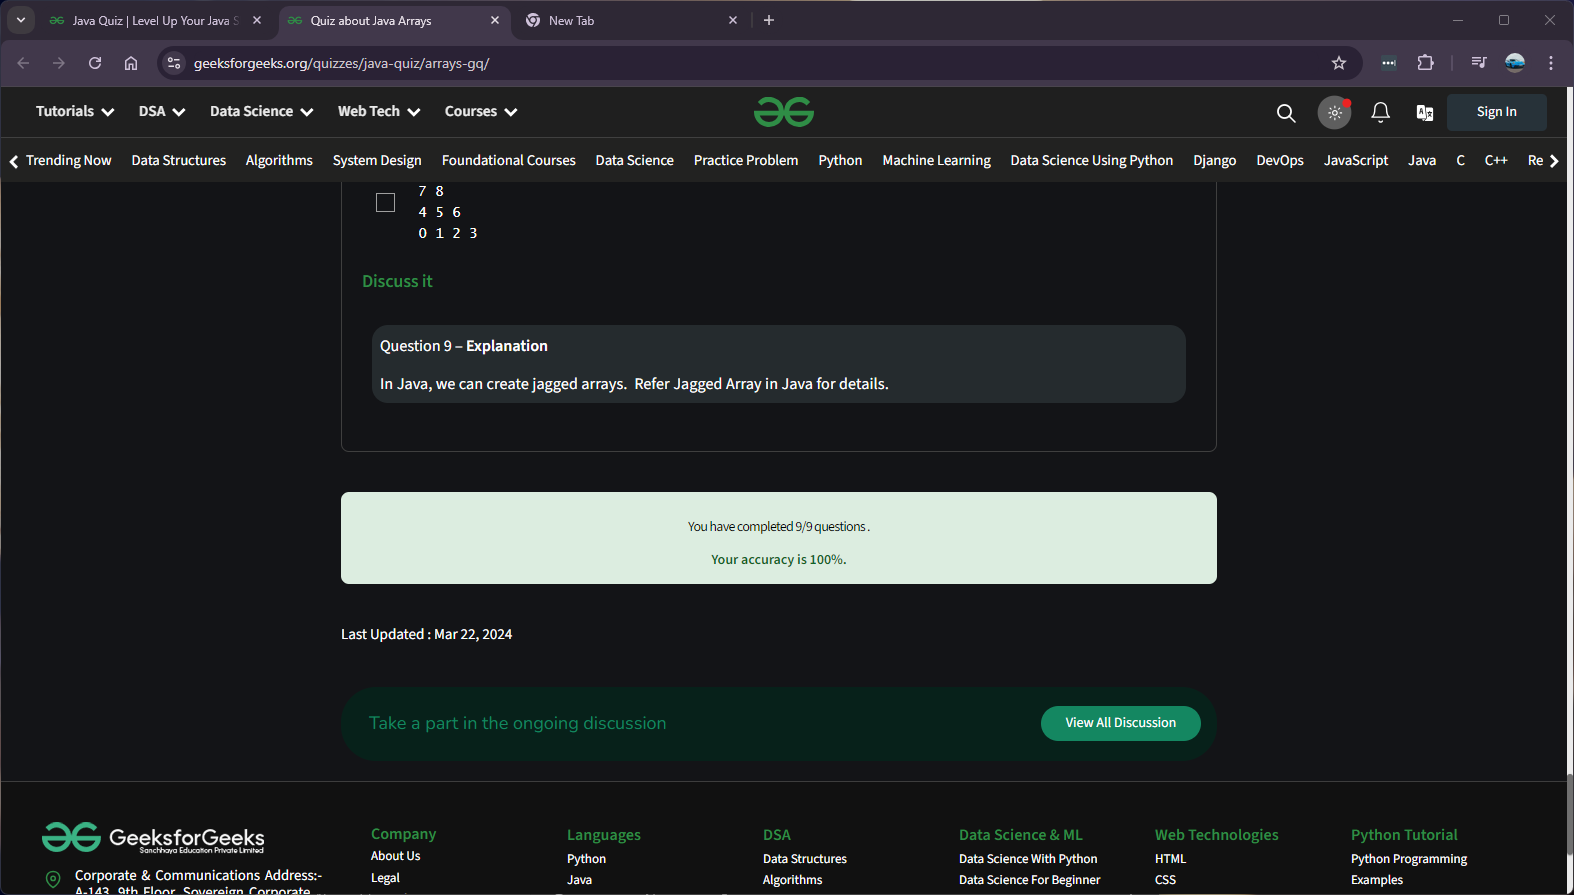 Java Quiz | Level Up Your Java S
Quiz about Java Arrays
New Tab
geeksforgeeks.org/quizzes/java-quiz/arrays-gq/
Tutorials DSA Data Science Web Tech Courses Sign In
Trending Now Data Structures Algorithms System Design Foundational Courses Data Science Practice Problem Python Machine Learning Data Science Using Python Django DevOps JavaScript Java C C++ Re
7 8
4 5 6
0 1 2 3
Discuss it
Question 9 – Explanation
In Java, we can create jagged arrays.  Refer Jagged Array in Java for details.
You have completed 9/9 questions .
Your accuracy is 100%.
Last Updated : Mar 22, 2024
Take a part in the ongoing discussion
View All Discussion
GeeksforGeeks
Sanchhaya Education Private Limited
Corporate & Communications Address:-
A-143, 9th Floor, Sovereign Corporate
Company
About Us
Legal
Languages
Python
Java
DSA
Data Structures
Algorithms
Data Science & ML
Data Science With Python
Data Science For Beginner
Web Technologies
HTML
CSS
Python Tutorial
Python Programming
Examples